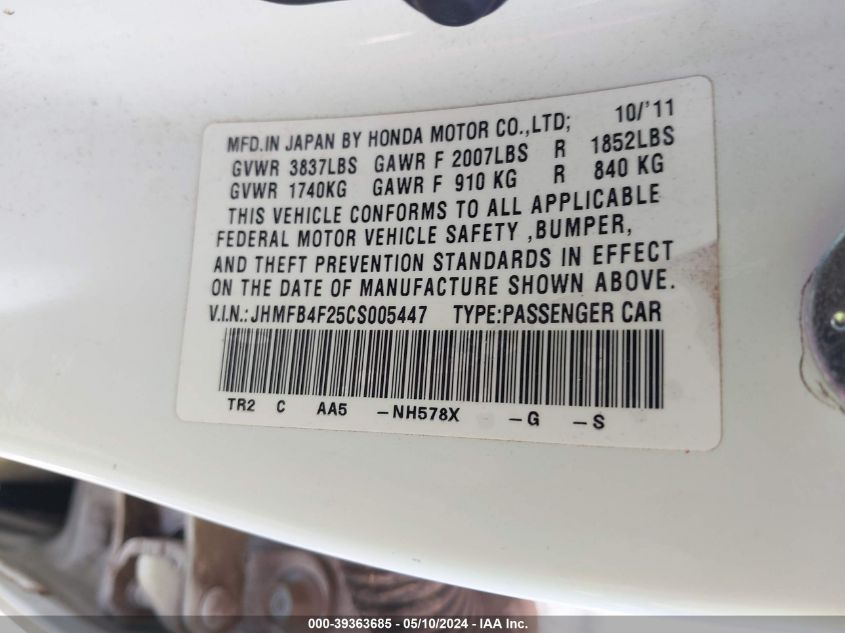 MFD.IN JAPAN BY HONDA MOTOR CO.,LTD; 10/'11
GVWR 3837LBS GAWR F 2007LBS R 1852LBS
GVWR 1740KG GAWR F 910 KG R 840 KG
THIS VEHICLE CONFORMS TO ALL APPLICABLE
FEDERAL MOTOR VEHICLE SAFETY ,BUMPER,
AND THEFT PREVENTION STANDARDS IN EFFECT
ON THE DATE OF MANUFACTURE SHOWN ABOVE.
V.I.N.: JHMFB4F25CS005447 TYPE:PASSENGER CAR
TR2 C AA5 -NH578X -G -S
000-39363685 - 05/10/2024 - IAA Inc.